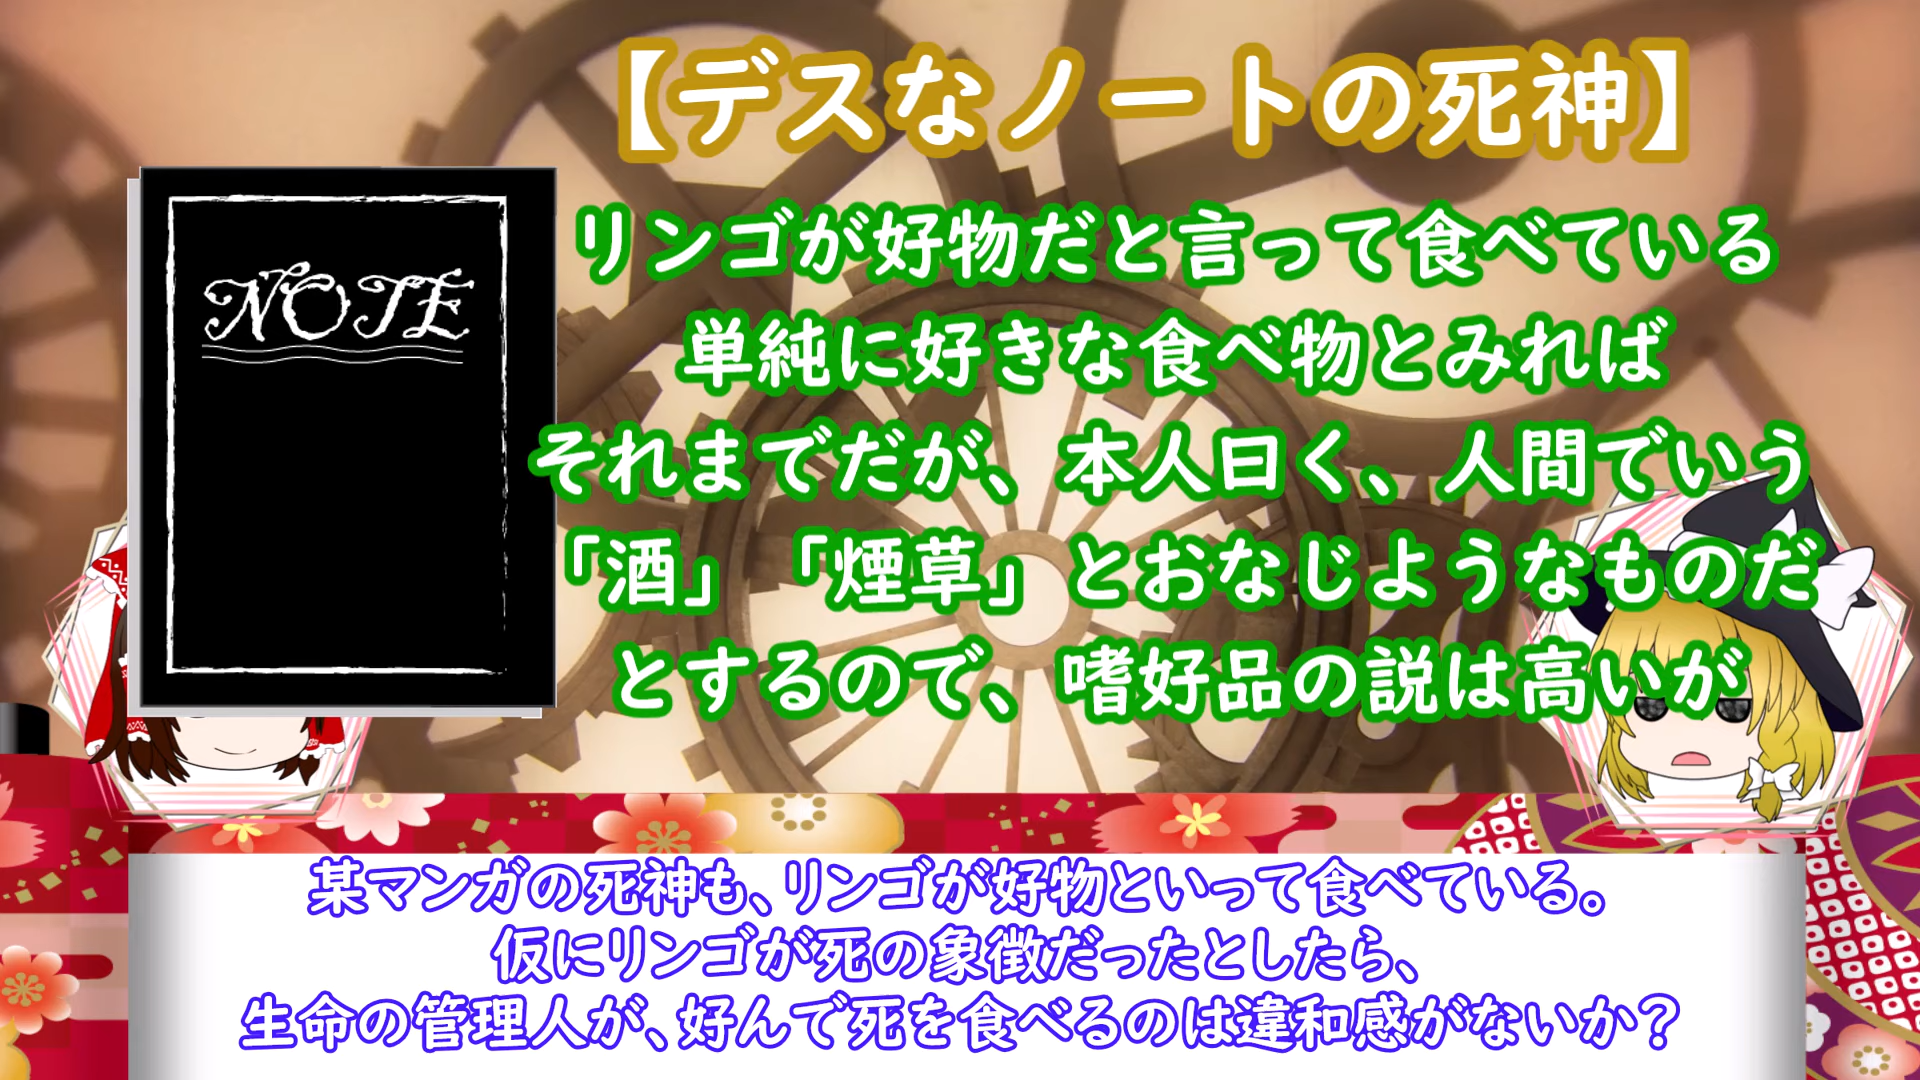 【デスなノートの死神】
NOTE
リンゴが好物だと言って食べている
単純に好きな食べ物とみれば
それまでだが、本人曰く、人間でいう
「酒」「煙草」とおなじようなものだ
とするので、嗜好品の説は高いが
某マンガの死神も、リンゴが好物といって食べている。
仮にリンゴが死の象徴だったとしたら、
生命の管理人が、好んで死を食べるのは違和感がないか？